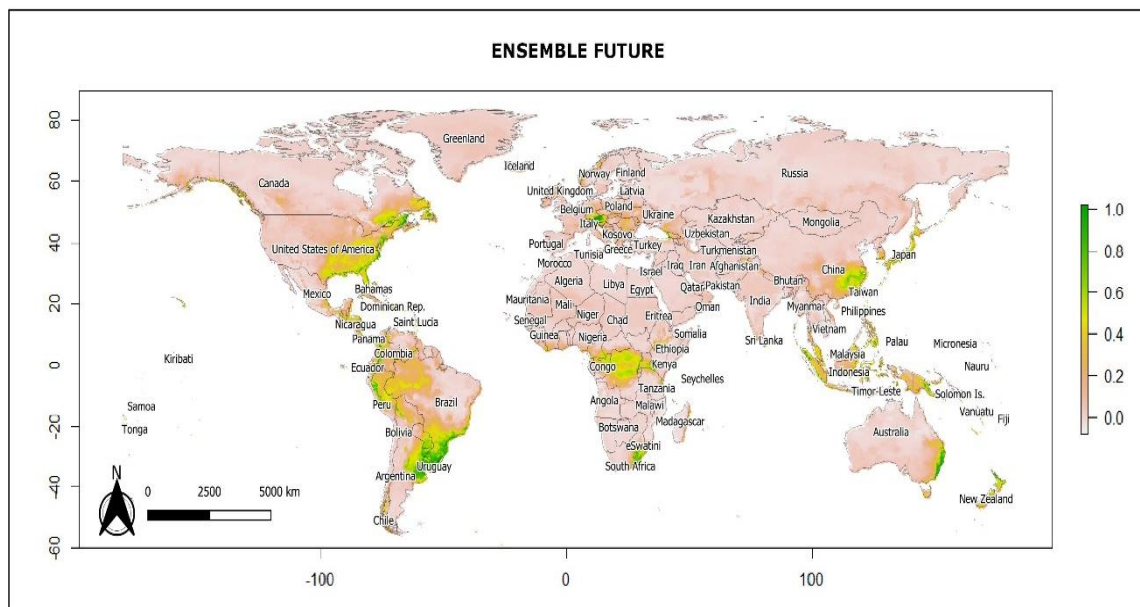 ENSEMBLE FUTURE
80
60
40
20
0
-20
-40
-60
-100
0
100
1.0
0.8
0.6
0.4
0.2
0.0
N
0 2500 5000 km
Greenland
Iceland
Canada
United States of America
Mexico
Bahamas
Dominican Rep.
Saint Lucia
Nicaragua
Panama
Colombia
Ecuador
Peru
Brazil
Bolivia
Uruguay
Argentina
Chile
Kiribati
Samoa
Tonga
Norway
Finland
Latvia
United Kingdom
Belgium
Poland
Ukraine
Italy
Kosovo
Portugal
Greece
Turkey
Russia
Kazakhstan
Mongolia
Uzbekistan
Turkmenistan
Tunisia
Morocco
Israel
Iraq
Iran
Afghanistan
China
Japan
Algeria
Libya
Egypt
Qatar
Pakistan
Bhutan
Taiwan
Mauritania
Mali
Niger
Chad
Eritrea
Oman
India
Myanmar
Philippines
Senegal
Guinea
Nigeria
Somalia
Ethiopia
Sri Lanka
Vietnam
Palau
Micronesia
Congo
Kenya
Seychelles
Malaysia
Indonesia
Nauru
Tanzania
Timor-Leste
Solomon Is.
Angola
Malawi
Madagascar
Vanuatu
Fiji
Botswana
eSwatini
South Africa
Australia
New Zealand